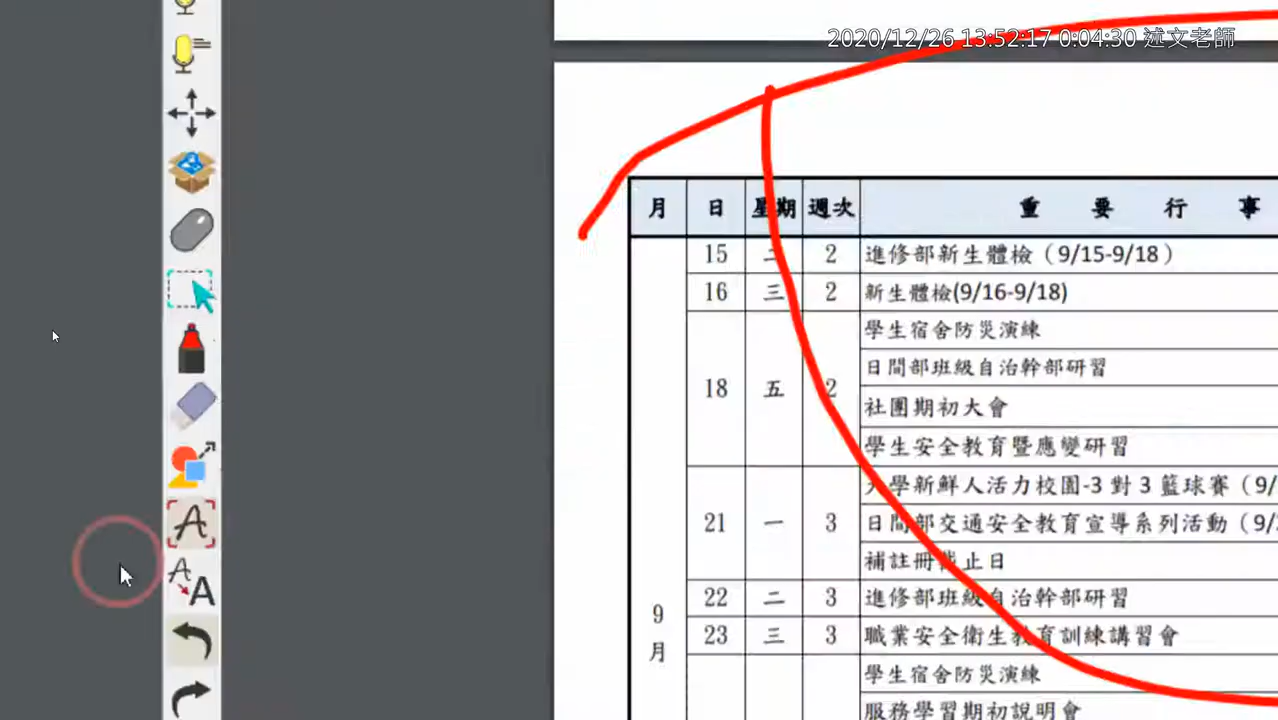 2020/12/26 13:52:17 0:04:30 述文老師
月 日 星期 週次 重 要 行 事
15 二 2 進修部新生體檢（9/15-9/18）
16 三 2 新生體檢(9/16-9/18)
學生宿舍防災演練
日間部班級自治幹部研習
18 五 2
社團期初大會
學生安全教育暨應變研習
大學新鮮人活力校園-3 對 3 籃球賽（9/
21 一 3 日間部交通安全教育宣導系列活動（9/
補註冊截止日
22 二 3 進修部班級自治幹部研習
9
月
23 三 3 職業安全衛生教育訓練講習會
學生宿舍防災演練
服務學習期初說明會